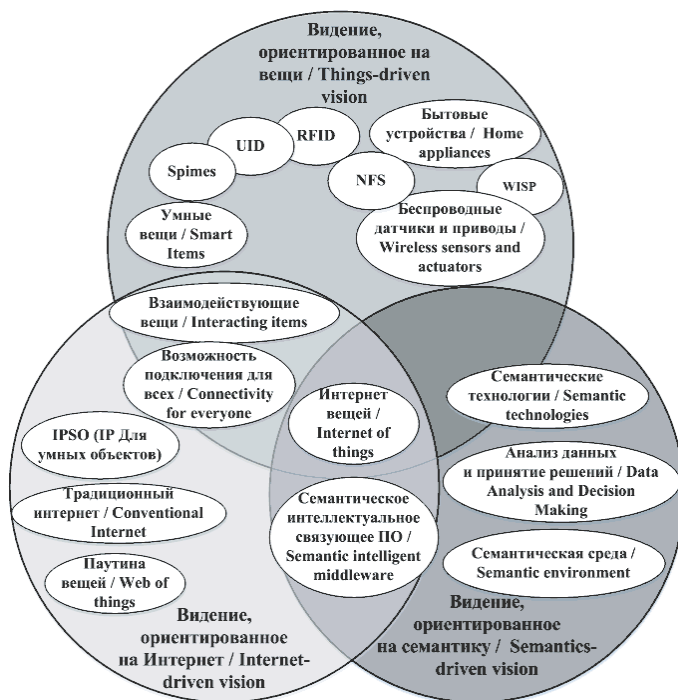 Видение,
ориентированное на
вещи / Things-driven
vision
Бытовые
устройства / Home
appliances
RFID
UID
Spimes
NFS
WISP
Умные
вещи / Smart
Items
Беспроводные
датчики и приводы /
Wireless sensors and
actuators
Взаимодействующие
вещи / Interacting items
Возможность
подключения для
всех / Connectivity
for everyone
Интернет
вещей /
Internet of
things
Семантические
технологии / Semantic
technologies
IPSO (IP Для
умных объектов)
Анализ данных
и принятие решений / Data
Analysis and Decision
Making
Традиционный
интернет / Conventional
Internet
Семантическое
интеллектуальное
связующее ПО /
Semantic intelligent
middleware
Семантическая среда /
Semantic environment
Паутина
вещей / Web of
things
Видение,
ориентированное
на Интернет / Internet-
driven vision
Видение,
ориентированное
на семантику / Semantics-
driven vision